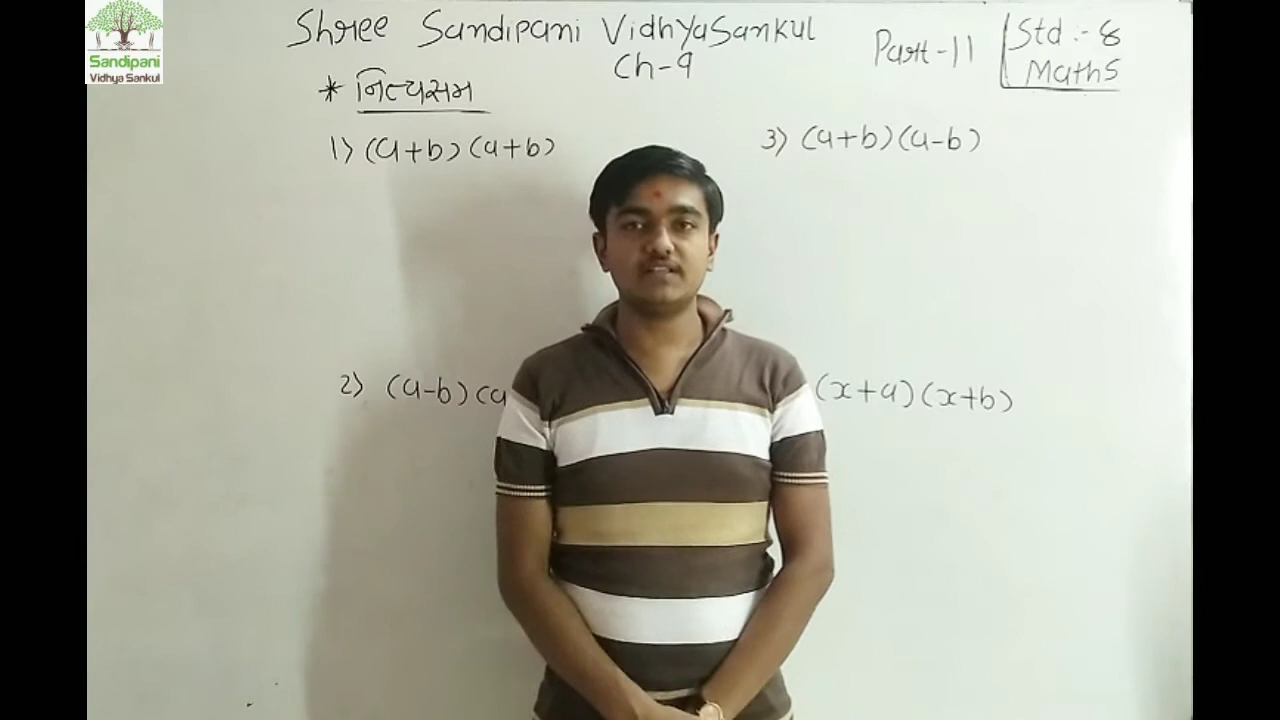 Sandipani
Vidhya Sankul
Shree Sandipani VidhyaSankul
Ch-9
Part-11
Std :- 8
Maths
* નિત્યસમ
1) (a+b)(a+b)
3) (a+b)(a-b)
2) (a-b)(a
(x+a)(x+b)